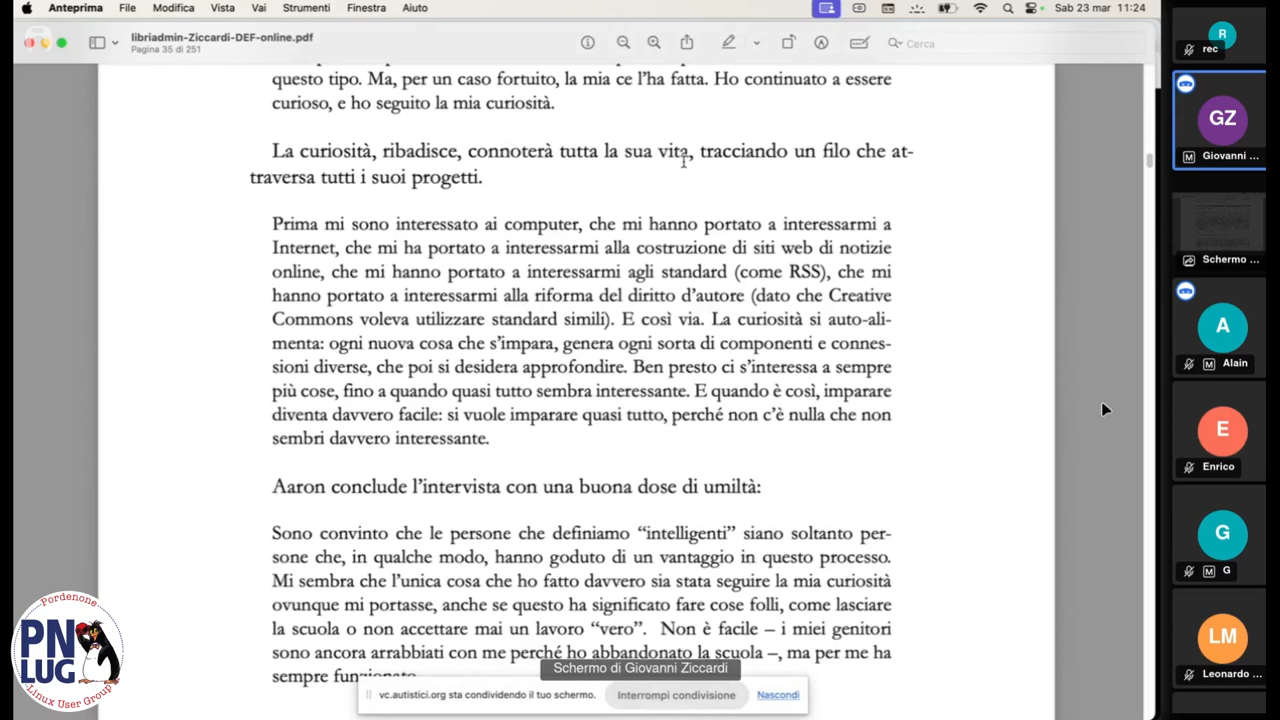 Anteprima File Modifica Vista Vai Strumenti Finestra Aiuto Sab 23 mar 11:24
libriadmin-Ziccardi-DEF-online.pdf
Pagina 35 di 251
Cerca
questo tipo. Ma, per un caso fortuito, la mia ce l'ha fatta. Ho continuato a essere
curioso, e ho seguito la mia curiosità.
La curiosità, ribadisce, connoterà tutta la sua vita, tracciando un filo che at-
traversa tutti i suoi progetti.
Prima mi sono interessato ai computer, che mi hanno portato a interessarmi a
Internet, che mi ha portato a interessarmi alla costruzione di siti web di notizie
online, che mi hanno portato a interessarmi agli standard (come RSS), che mi
hanno portato a interessarmi alla riforma del diritto d'autore (dato che Creative
Commons voleva utilizzare standard simili). E così via. La curiosità si auto-ali-
menta: ogni nuova cosa che s'impara, genera ogni sorta di componenti e connes-
sioni diverse, che poi si desidera approfondire. Ben presto ci s'interessa a sempre
più cose, fino a quando quasi tutto sembra interessante. E quando è così, imparare
diventa davvero facile: si vuole imparare quasi tutto, perché non c'è nulla che non
sembri davvero interessante.
Aaron conclude l'intervista con una buona dose di umiltà:
Sono convinto che le persone che definiamo “intelligenti” siano soltanto per-
sone che, in qualche modo, hanno goduto di un vantaggio in questo processo.
Mi sembra che l'unica cosa che ho fatto davvero sia stata seguire la mia curiosità
ovunque mi portasse, anche se questo ha significato fare cose folli, come lasciare
la scuola o non accettare mai un lavoro “vero”. Non è facile – i miei genitori
sono ancora arrabbiati con me perché ho abbandonato la scuola –, ma per me ha
sempre funzionato.
Schermo di Giovanni Ziccardi
vc.autistici.org sta condividendo il tuo schermo. Interrompi condivisione Nascondi
Pordenone
PN
LUG
Linux User Group
R
rec
GZ
Giovanni ...
Schermo ...
A
Alain
E
Enrico
G
G
LM
Leonardo ...